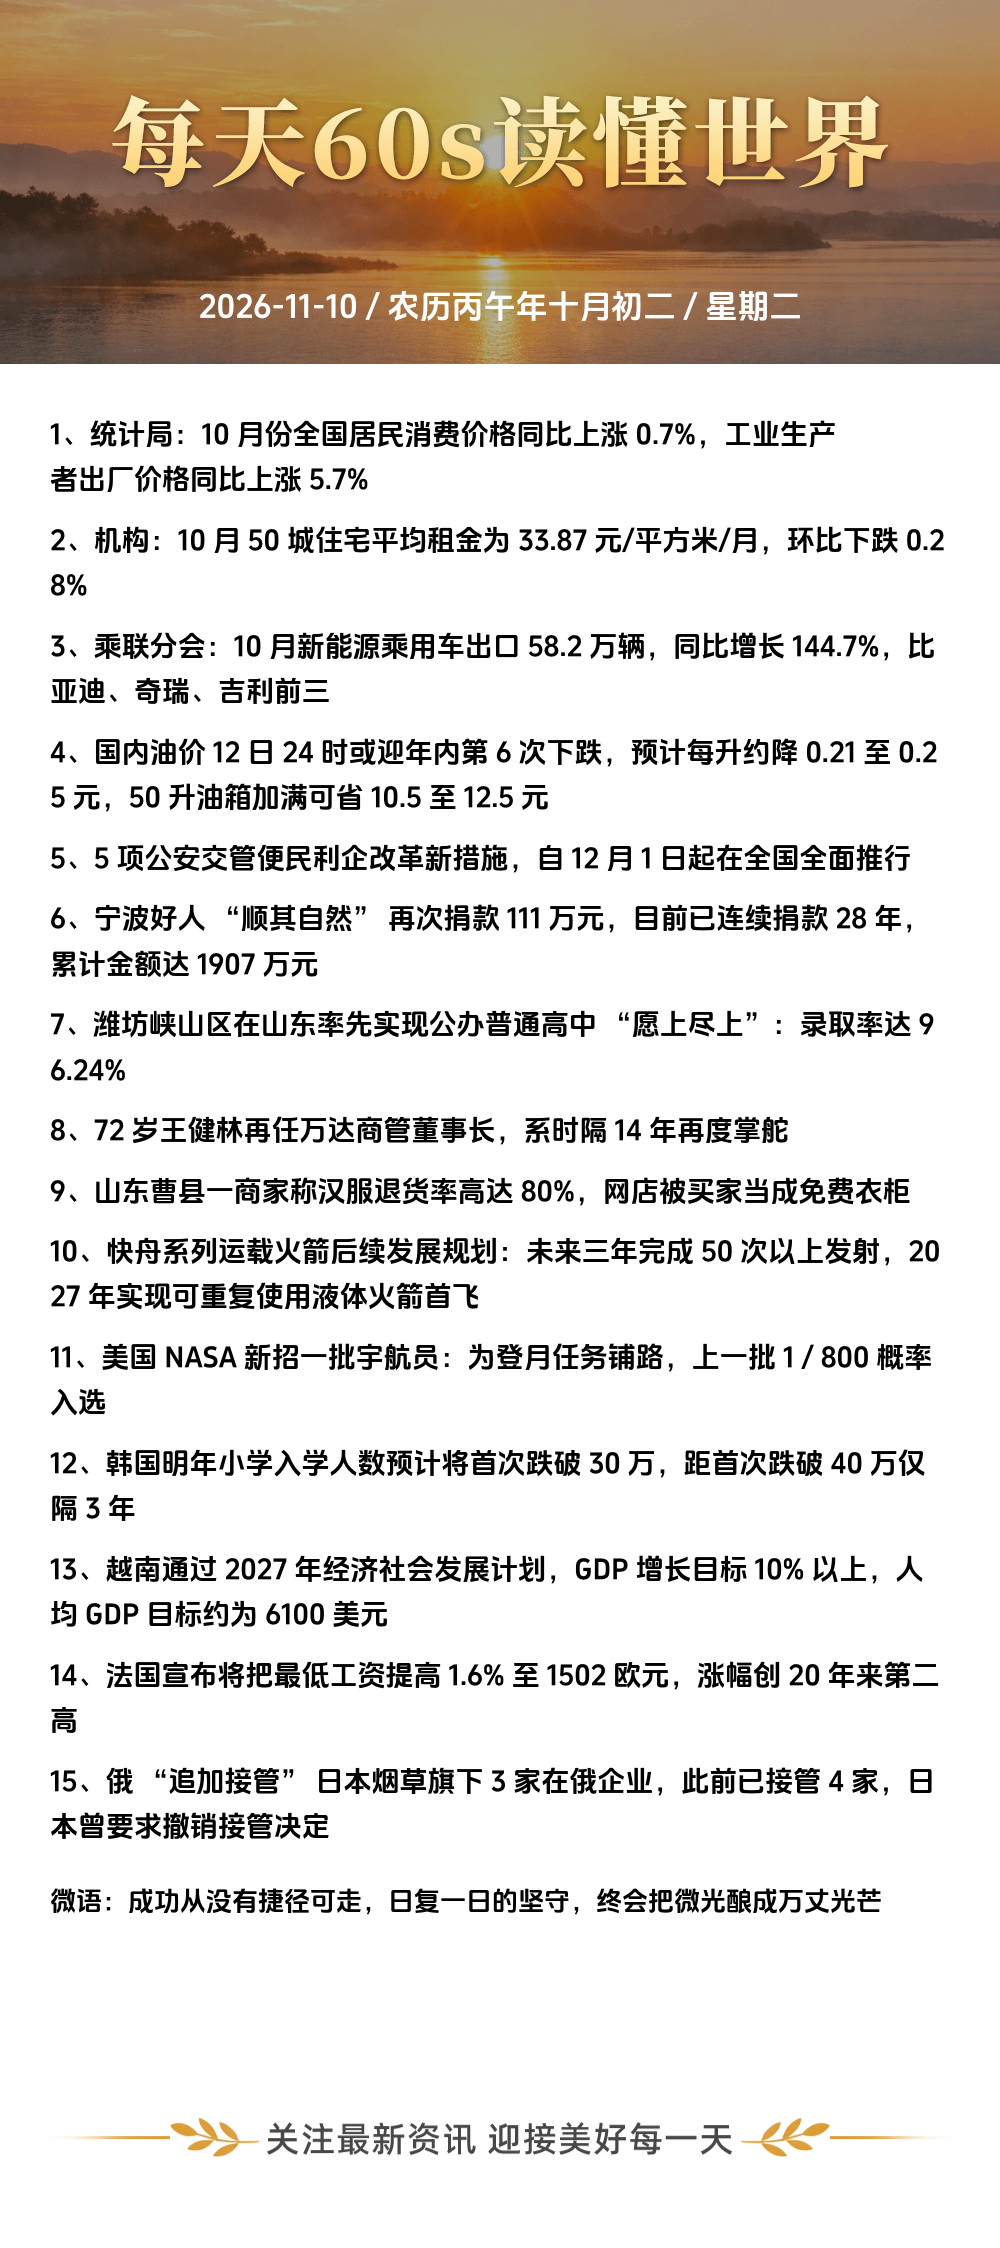 每天60s读懂世界
2026-11-10 / 农历丙午年十月初二 / 星期二
1、统计局：10 月份全国居民消费价格同比上涨 0.7%，工业生产
者出厂价格同比上涨 5.7%
2、机构：10 月 50 城住宅平均租金为 33.87 元/平方米/月，环比下跌 0.2
8%
3、乘联分会：10 月新能源乘用车出口 58.2 万辆，同比增长 144.7%，比
亚迪、奇瑞、吉利前三
4、国内油价 12 日 24 时或迎年内第 6 次下跌，预计每升约降 0.21 至 0.2
5 元，50 升油箱加满可省 10.5 至 12.5 元
5、5 项公安交管便民利企改革新措施，自 12 月 1 日起在全国全面推行
6、宁波好人 “顺其自然” 再次捐款 111 万元，目前已连续捐款 28 年，
累计金额达 1907 万元
7、潍坊峡山区在山东率先实现公办普通高中 “愿上尽上”：录取率达 9
6.24%
8、72 岁王健林再任万达商管董事长，系时隔 14 年再度掌舵
9、山东曹县一商家称汉服退货率高达 80%，网店被买家当成免费衣柜
10、快舟系列运载火箭后续发展规划：未来三年完成 50 次以上发射，20
27 年实现可重复使用液体火箭首飞
11、美国 NASA 新招一批宇航员：为登月任务铺路，上一批 1 / 800 概率
入选
12、韩国明年小学入学人数预计将首次跌破 30 万，距首次跌破 40 万仅
隔 3 年
13、越南通过 2027 年经济社会发展计划，GDP 增长目标 10% 以上，人
均 GDP 目标约为 6100 美元
14、法国宣布将把最低工资提高 1.6% 至 1502 欧元，涨幅创 20 年来第二
高
15、俄 “追加接管” 日本烟草旗下 3 家在俄企业，此前已接管 4 家，日
本曾要求撤销接管决定
微语：成功从没有捷径可走，日复一日的坚守，终会把微光酿成万丈光芒
关注最新资讯 迎接美好每一天